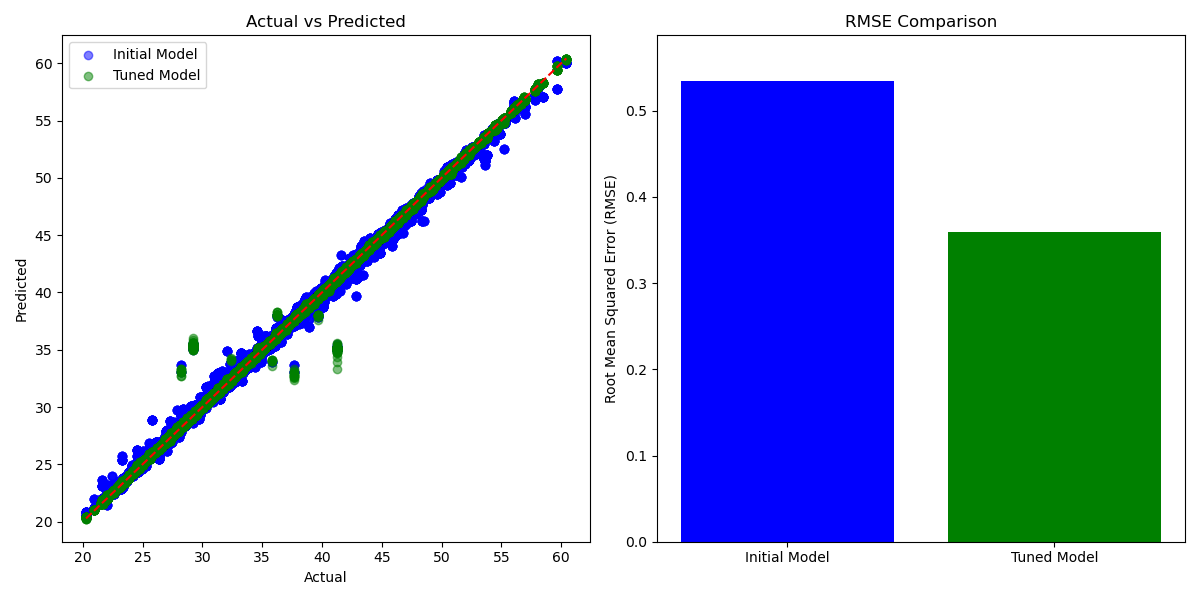 Actual vs Predicted
Initial Model
Tuned Model
60
55
50
45
40
35
30
25
20
Predicted
20 25 30 35 40 45 50 55 60
Actual
RMSE Comparison
0.5
0.4
0.3
0.2
0.1
0.0
Root Mean Squared Error (RMSE)
Initial Model Tuned Model